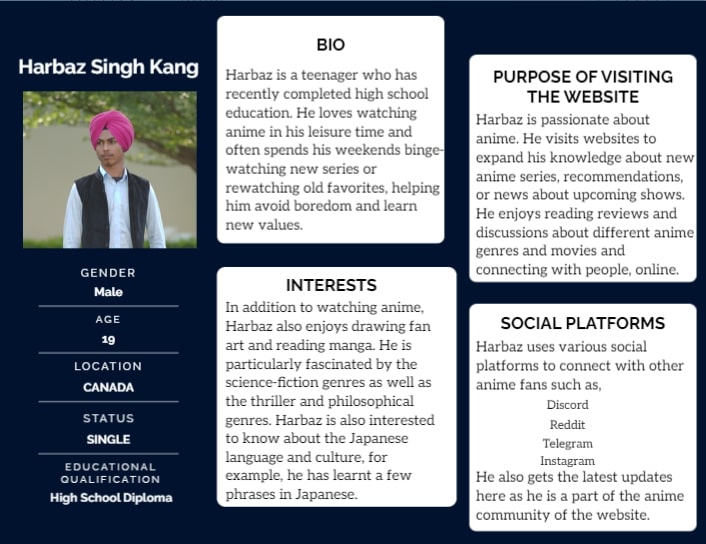 Harbaz Singh Kang
GENDER
Male
AGE
19
LOCATION
CANADA
STATUS
SINGLE
EDUCATIONAL
QUALIFICATION
High School Diploma
BIO
Harbaz is a teenager who has
recently completed high school
education. He loves watching
anime in his leisure time and
often spends his weekends binge-
watching new series or
rewatching old favorites, helping
him avoid boredom and learn
new values.
INTERESTS
In addition to watching anime,
Harbaz also enjoys drawing fan
art and reading manga. He is
particularly fascinated by the
science-fiction genres as well as
the thriller and philosophical
genres. Harbaz is also interested
to know about the Japanese
language and culture, for
example, he has learnt a few
phrases in Japanese.
PURPOSE OF VISITING
THE WEBSITE
Harbaz is passionate about
anime. He visits websites to
expand his knowledge about new
anime series, recommendations,
or news about upcoming shows.
He enjoys reading reviews and
discussions about different anime
genres and movies and
connecting with people, online.
SOCIAL PLATFORMS
Harbaz uses various social
platforms to connect with other
anime fans such as,
Discord
Reddit
Telegram
Instagram
He also gets the latest updates
here as he is a part of the anime
community of the website.